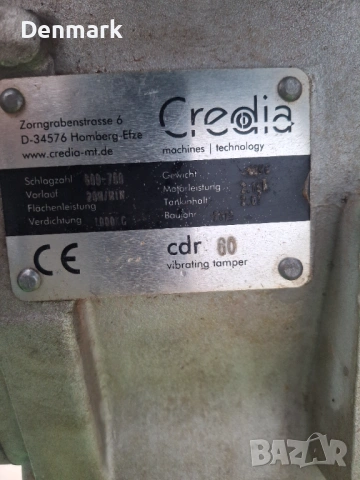 Denmark
Zorngrabenstrasse 6
D-34576 Homberg-Efze
www.credia-mt.de
Credia
machines | technology
Schlagzahl
Vorlauf
Flächenleistung
Verdichtung
Gewicht
Motorleistung
Tankinhalt
Baujahr
CE
cdr 60
vibrating tamper
BAZAR